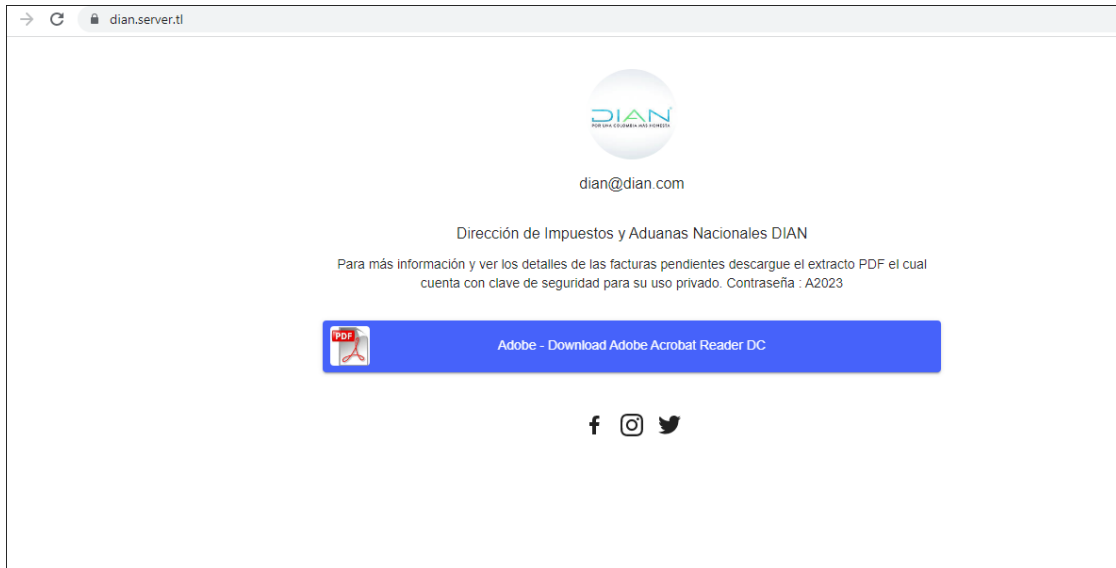 dian.server.tl
DIAN
POR UNA COLOMBIA MÁS HONESTA
dian@dian.com
Dirección de Impuestos y Aduanas Nacionales DIAN
Para más información y ver los detalles de las facturas pendientes descargue el extracto PDF el cual
cuenta con clave de seguridad para su uso privado. Contraseña : A2023
PDF
Adobe - Download Adobe Acrobat Reader DC